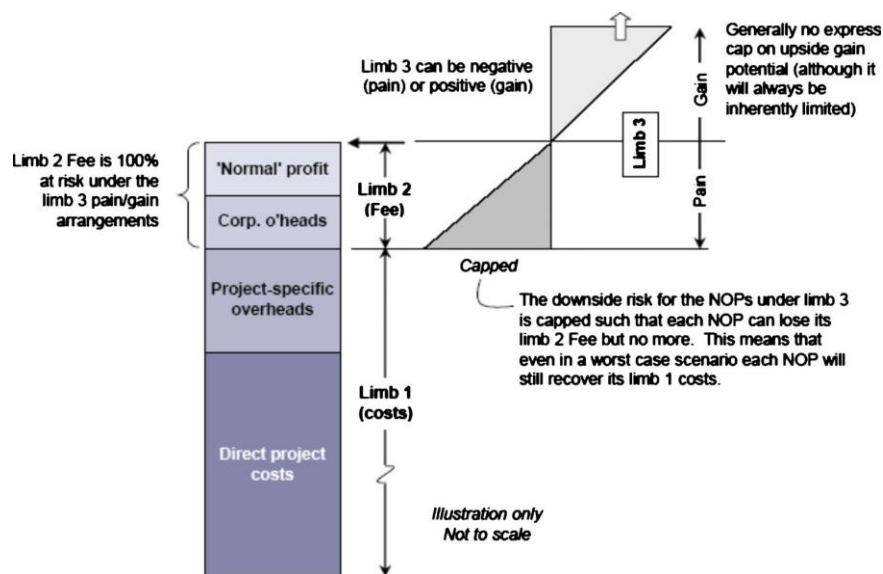 Generally no express
cap on upside gain
potential (although it
will always be
inherently limited)
Limb 3 can be negative
(pain) or positive (gain)
Gain
Limb 3
Pain
Limb 2 Fee is 100%
at risk under the
limb 3 pain/gain
arrangements
'Normal' profit
Corp. o'heads
Limb 2
(Fee)
Project-specific
overheads
Direct project
costs
Limb 1
(costs)
Capped
The downside risk for the NOPs under limb 3
is capped such that each NOP can lose its
limb 2 Fee but no more. This means that
even in a worst case scenario each NOP will
still recover its limb 1 costs.
Illustration only
Not to scale